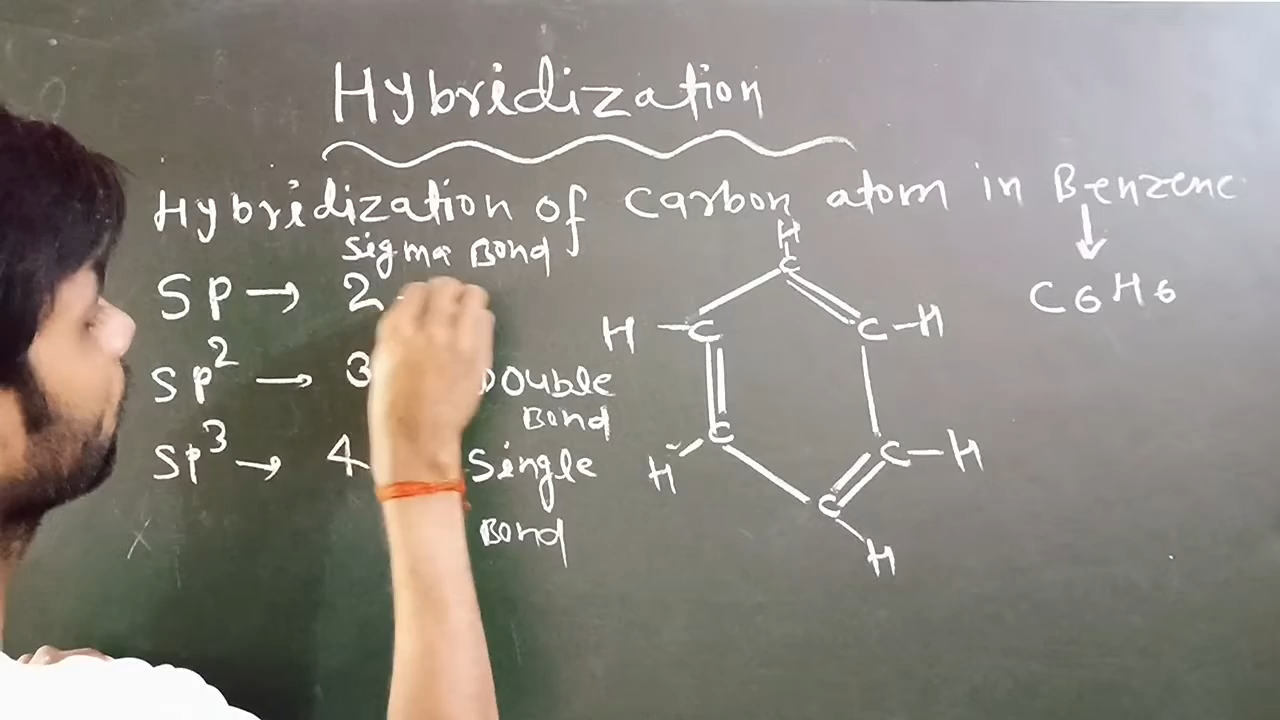 Hybridization
Hybridization of carbon atom in Benzene
Sigma Bond
SP → 2
C6H6
SP² → 3 Double
Bond
SP³ → 4 Single
Bond
H
C
H – C
C – H
C
H
C – H
C
H
X